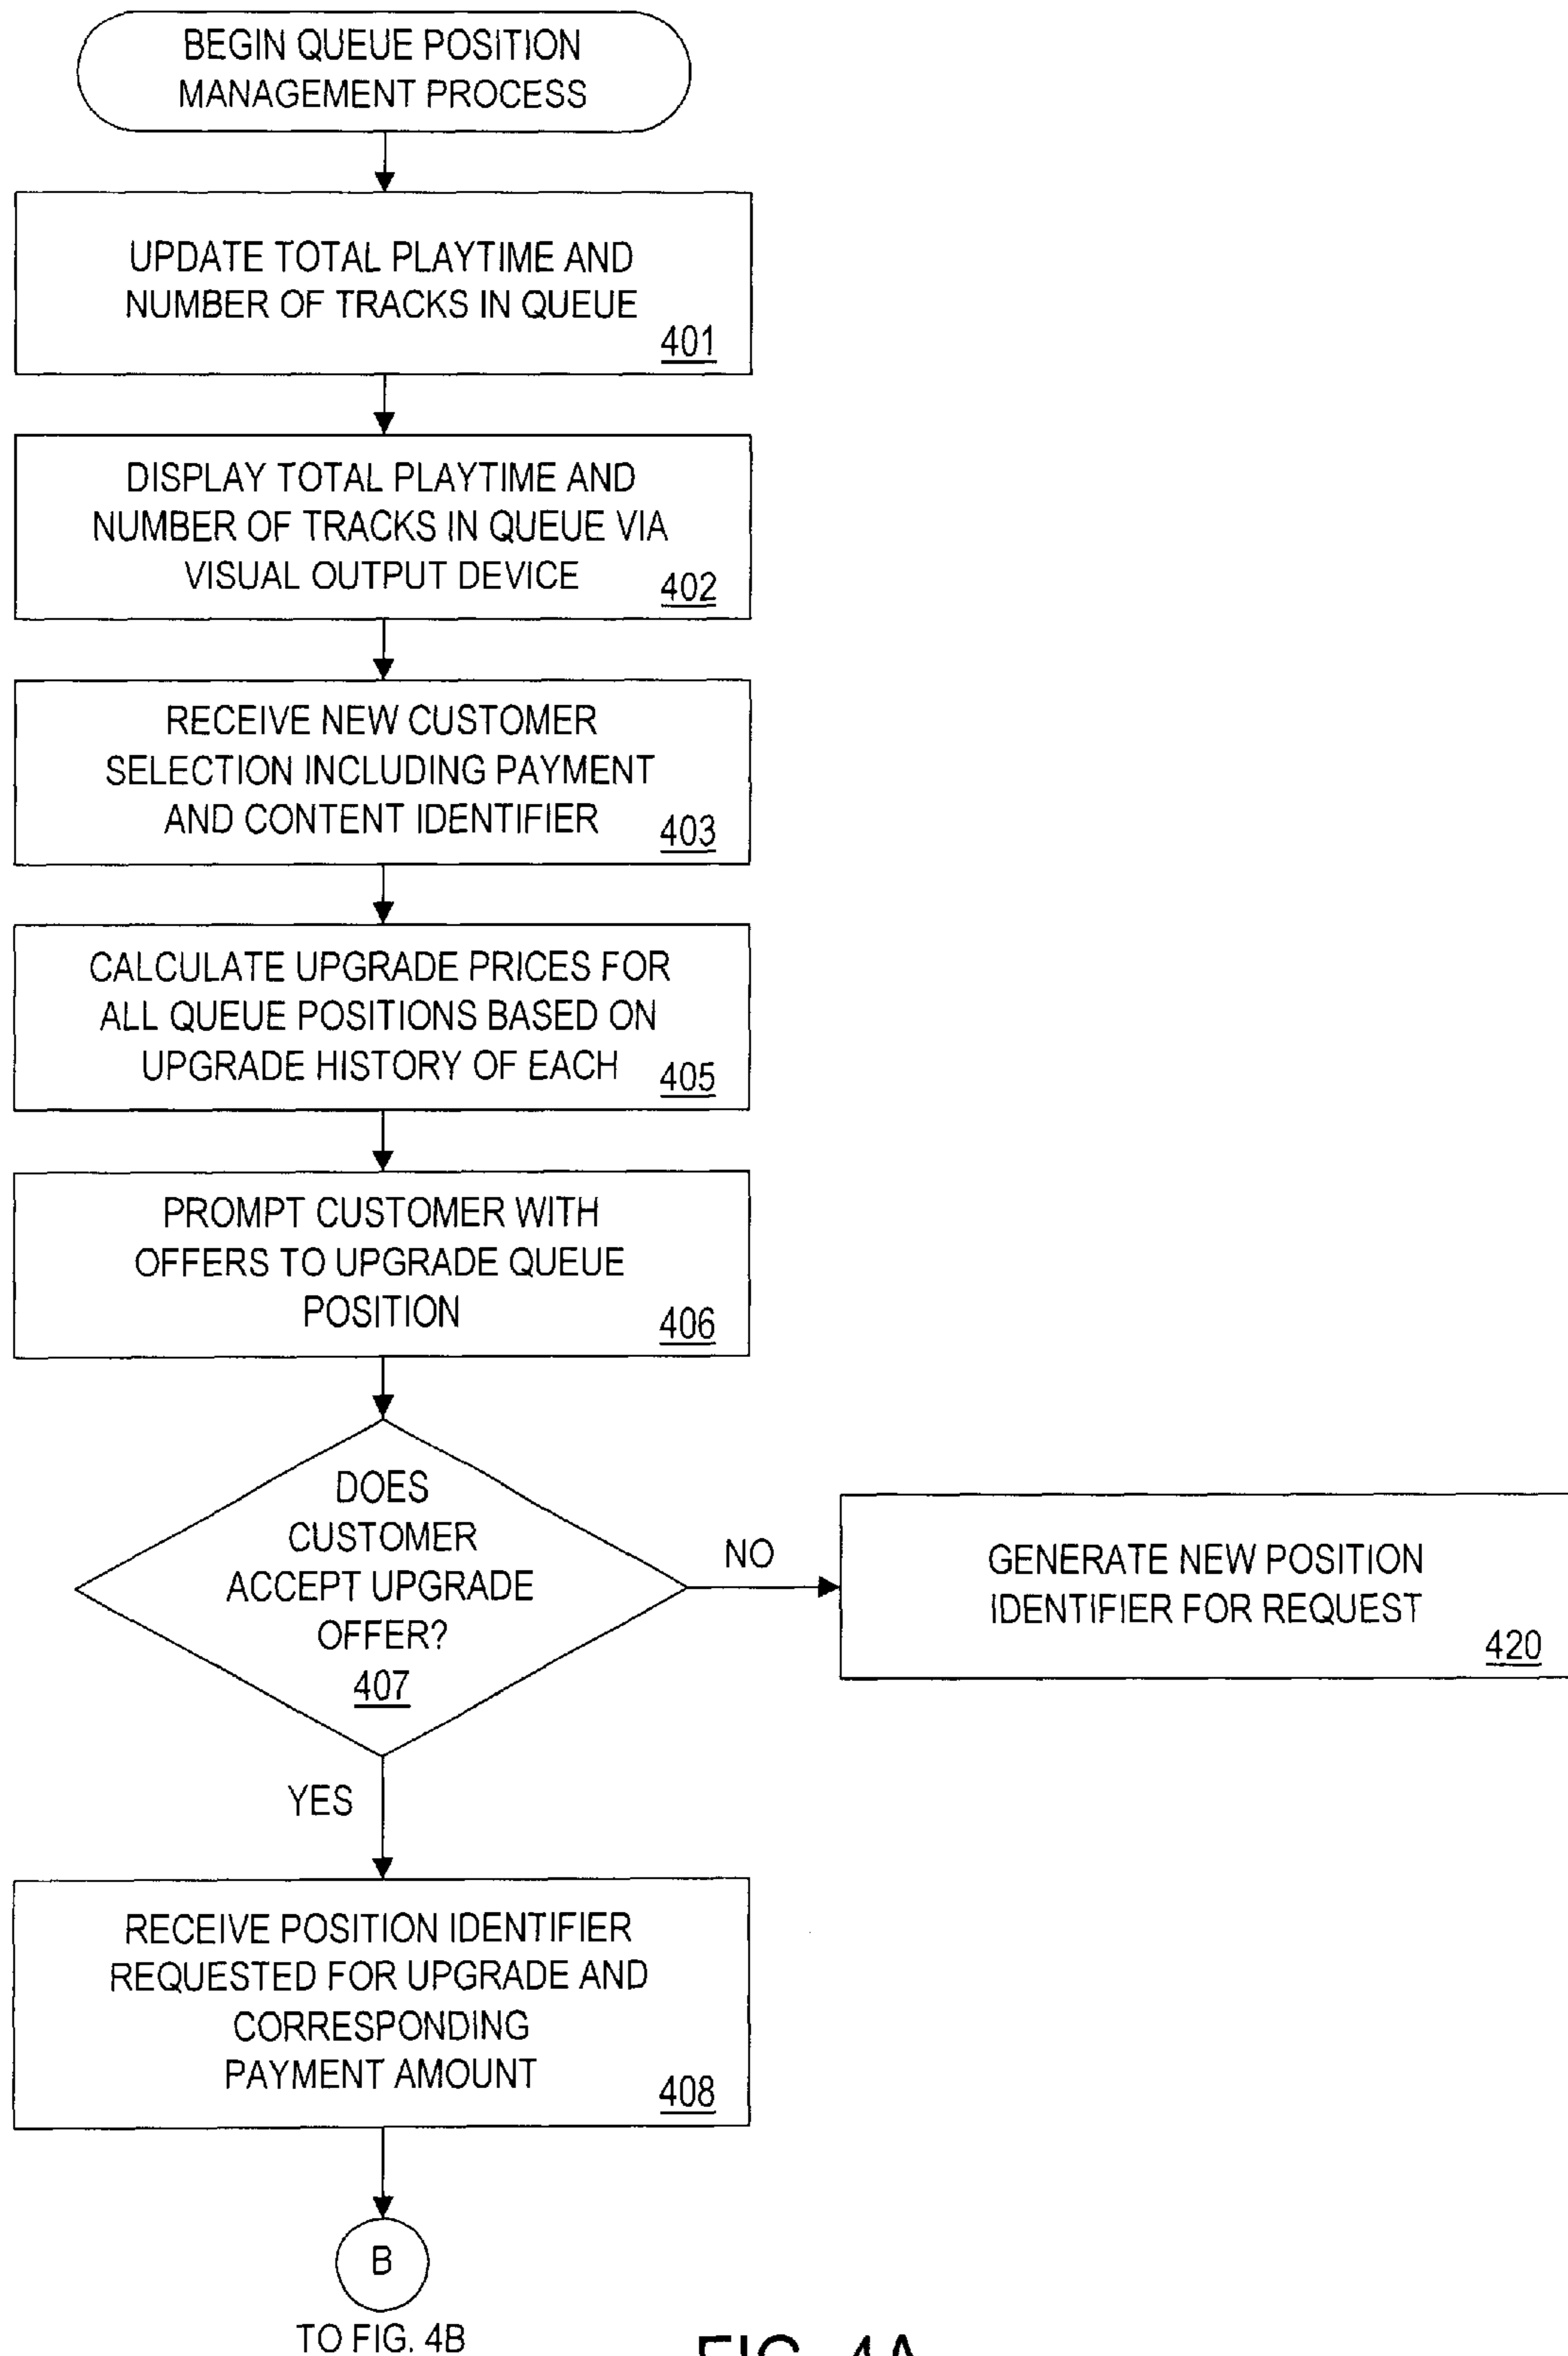 BEGIN QUEUE POSITION
MANAGEMENT PROCESS
UPDATE TOTAL PLAYTIME AND
NUMBER OF TRACKS IN QUEUE
401
DISPLAY TOTAL PLAYTIME AND
NUMBER OF TRACKS IN QUEUE VIA
VISUAL OUTPUT DEVICE
402
RECEIVE NEW CUSTOMER
SELECTION INCLUDING PAYMENT
AND CONTENT IDENTIFIER
403
CALCULATE UPGRADE PRICES FOR
ALL QUEUE POSITIONS BASED ON
UPGRADE HISTORY OF EACH
405
PROMPT CUSTOMER WITH
OFFERS TO UPGRADE QUEUE
POSITION
406
DOES
CUSTOMER
ACCEPT UPGRADE
OFFER?
407
NO
GENERATE NEW POSITION
IDENTIFIER FOR REQUEST
420
YES
RECEIVE POSITION IDENTIFIER
REQUESTED FOR UPGRADE AND
CORRESPONDING
PAYMENT AMOUNT
408
B
TO FIG. 4B
FIG. 4A